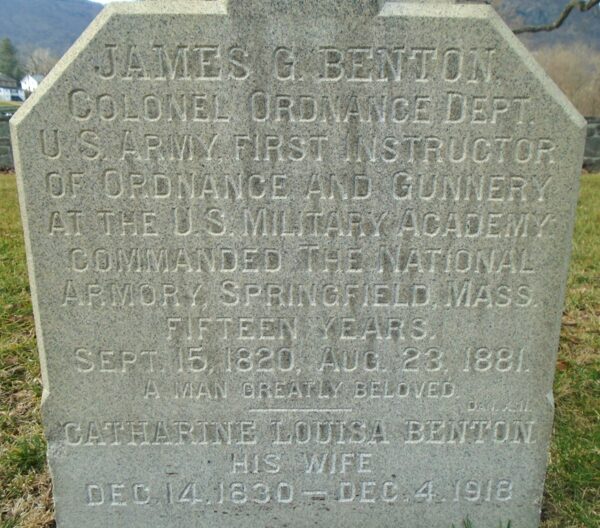 JAMES G. BENTON.
COLONEL ORDNANCE DEPT.
U. S. ARMY. FIRST INSTRUCTOR
OF ORDNANCE AND GUNNERY
AT THE U.S. MILITARY ACADEMY
COMMANDED THE NATIONAL
ARMORY, SPRINGFIELD, MASS.
FIFTEEN YEARS.
SEPT. 15, 1820, AUG. 23, 1881.
A MAN GREATLY BELOVED.
DAN. X.11.
CATHARINE LOUISA BENTON
HIS WIFE
DEC. 14. 1830 — DEC. 4. 1918